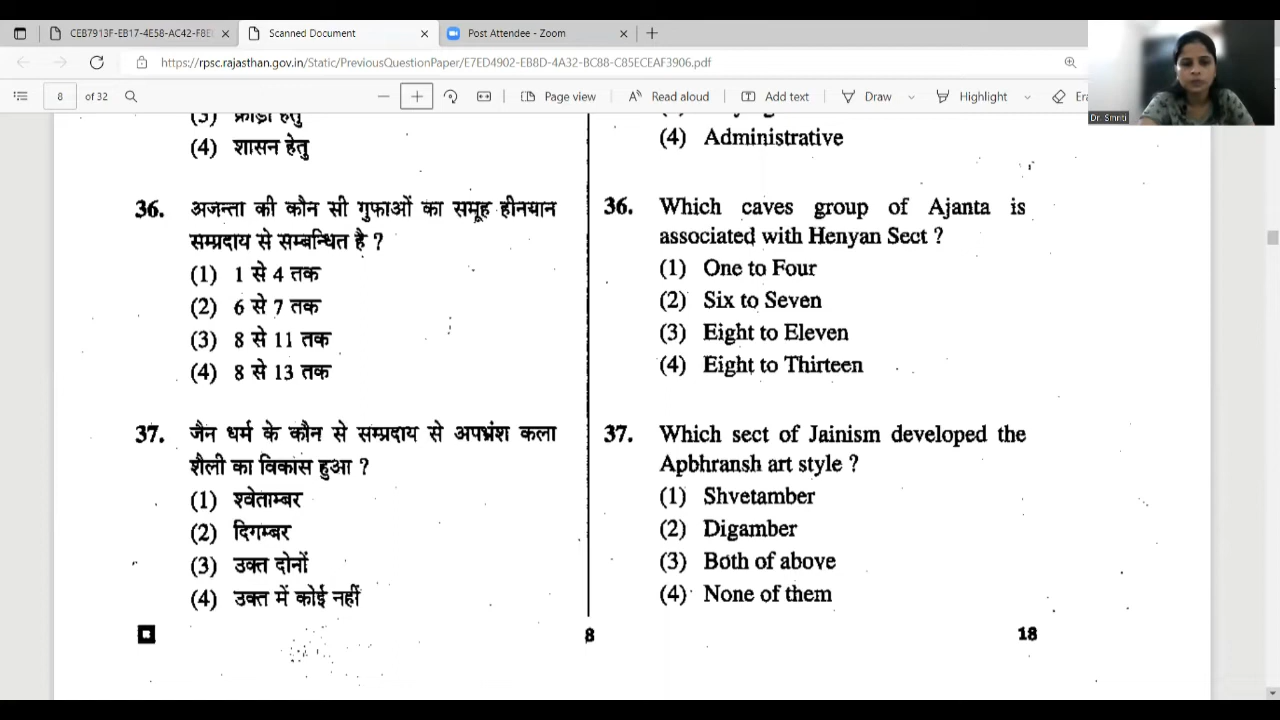 CEB7913F-EB17-4E58-AC42-F8E
Scanned Document
Post Attendee - Zoom
https://rpsc.rajasthan.gov.in/Static/PreviousQuestionPaper/E7ED4902-EB8D-4A32-BC88-C85ECEAF3906.pdf
8 of 32
Page view
Read aloud
Add text
Draw
Highlight
Era
Dr. Smriti
(3) क्रीड़ा हेतु
(4) शासन हेतु
36. अजन्ता की कौन सी गुफाओं का समूह हीनयान
सम्प्रदाय से सम्बन्धित है ?
(1) 1 से 4 तक
(2) 6 से 7 तक
(3) 8 से 11 तक
(4) 8 से 13 तक
37. जैन धर्म के कौन से सम्प्रदाय से अपभ्रंश कला
शैली का विकास हुआ ?
(1) श्वेताम्बर
(2) दिगम्बर
(3) उक्त दोनों
(4) उक्त में कोई नहीं
(4) Administrative
36. Which caves group of Ajanta is
associated with Henyan Sect ?
(1) One to Four
(2) Six to Seven
(3) Eight to Eleven
(4) Eight to Thirteen
37. Which sect of Jainism developed the
Apbhransh art style ?
(1) Shvetamber
(2) Digamber
(3) Both of above
(4) None of them
8
18